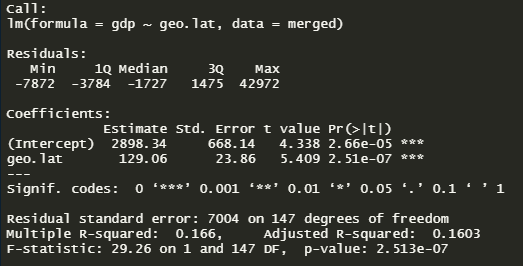 Call:
lm(formula = gdp ~ geo.lat, data = merged)
Residuals:
Min 1Q Median 3Q Max
-7872 -3784 -1727 1475 42972
Coefficients:
Estimate Std. Error t value Pr(>|t|)
(Intercept) 2898.34 668.14 4.338 2.66e-05 ***
geo.lat 129.06 23.86 5.409 2.51e-07 ***
---
Signif. codes: 0 ‘***’ 0.001 ‘**’ 0.01 ‘*’ 0.05 ‘.’ 0.1 ‘ ’ 1
Residual standard error: 7004 on 147 degrees of freedom
Multiple R-squared: 0.166, Adjusted R-squared: 0.1603
F-statistic: 29.26 on 1 and 147 DF, p-value: 2.513e-07